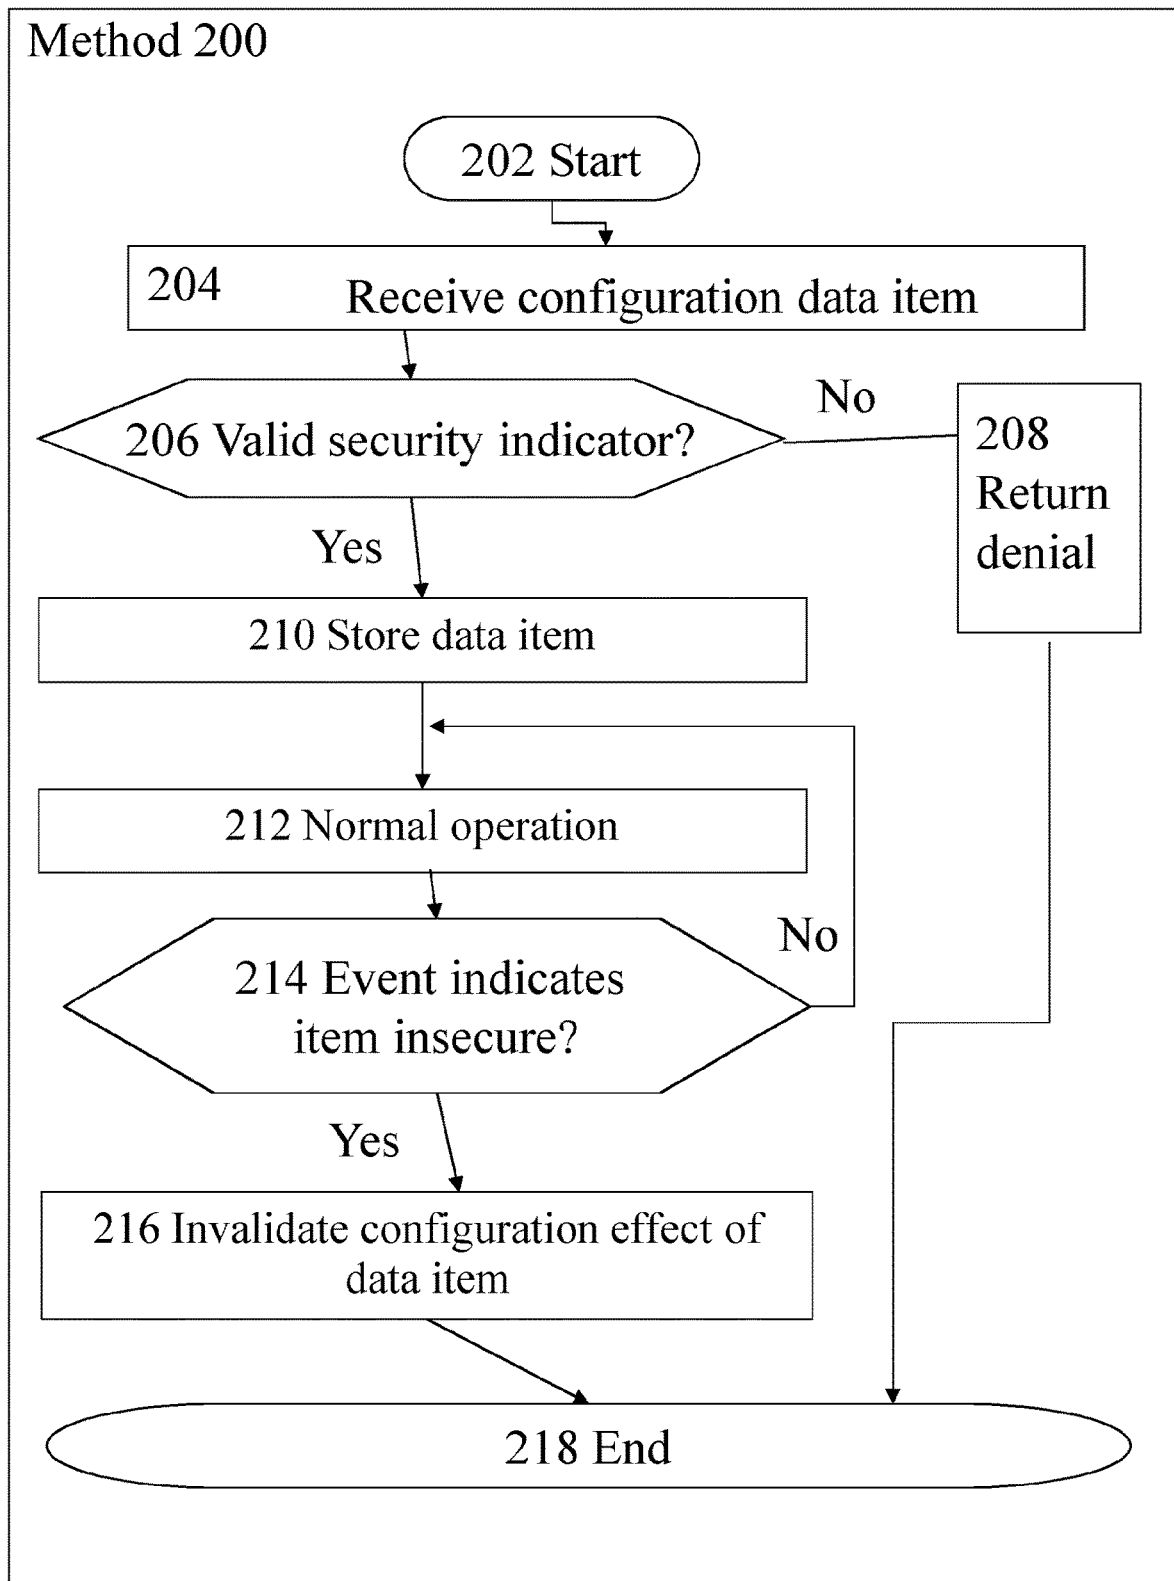 Method 200
202 Start
204
Receive configuration data item
206 Valid security indicator?
No
208
Return
denial
Yes
210 Store data item
212 Normal operation
No
214 Event indicates
item insecure?
Yes
216 Invalidate configuration effect of
data item
218 End